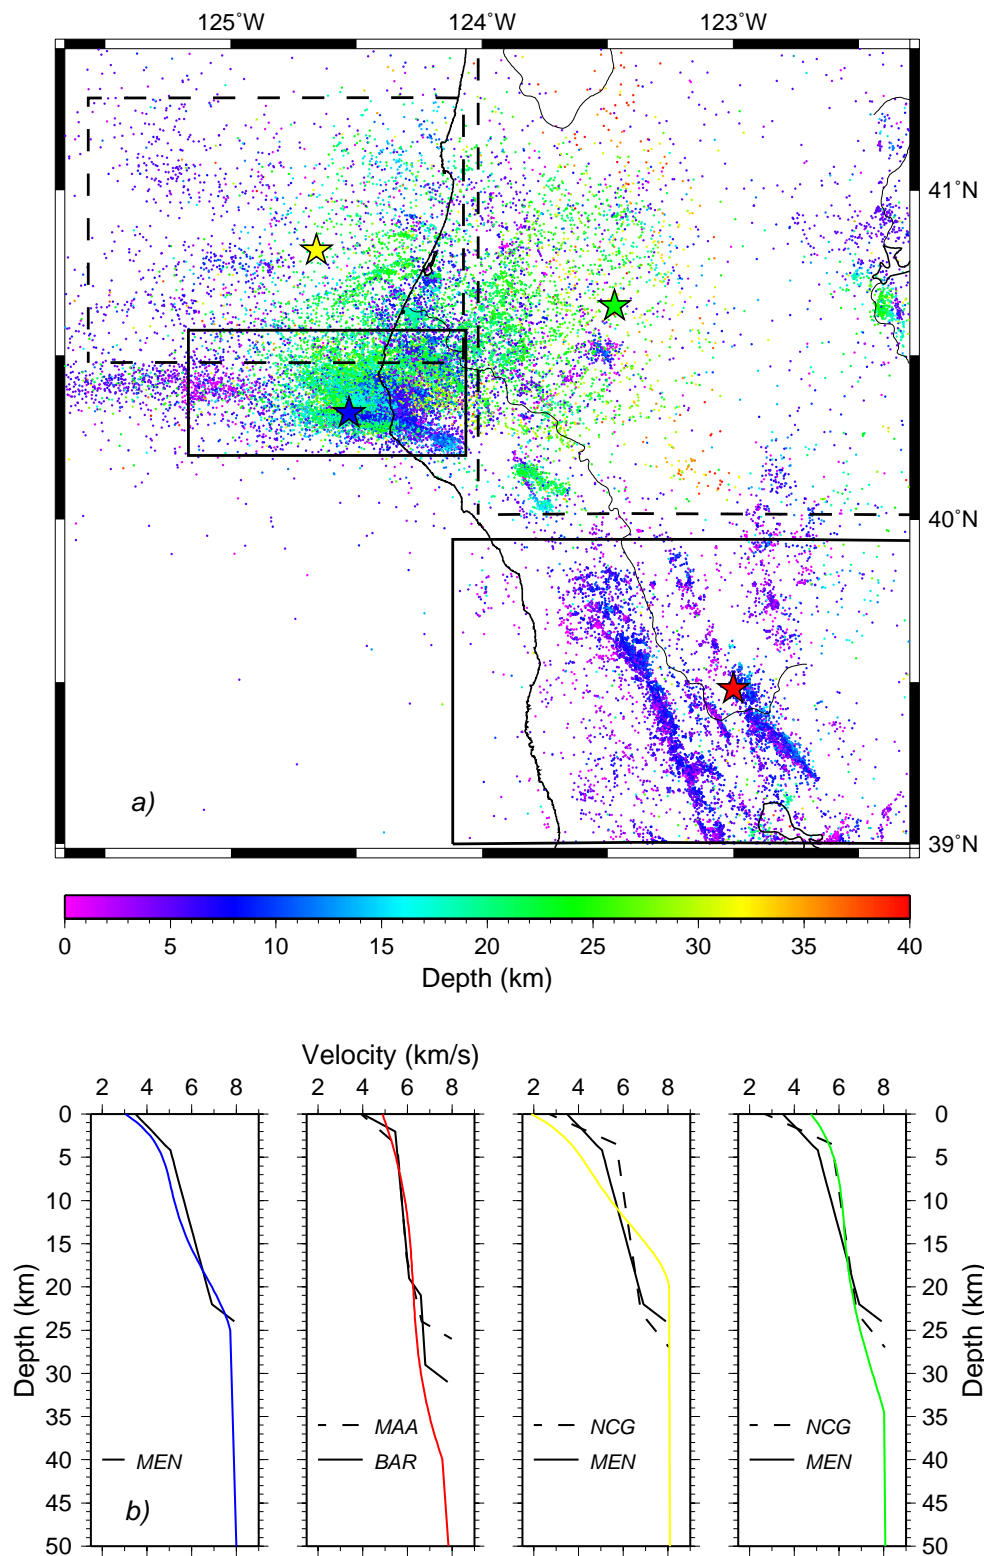 125˚W 124˚W 123˚W
41˚N
40˚N
39˚N
a)
0 5 10 15 20 25 30 35 40
Depth (km)
Velocity (km/s)
2 4 6 8 2 4 6 8 2 4 6 8 2 4 6 8
0 0
5 5
10 10
15 15
20 20
25 25
30 30
35 35
40 40
45 45
50 50
Depth (km)
Depth (km)
MAA NCG NCG
MEN BAR MEN MEN
b)